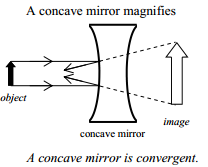 A concave mirror magnifies
object
image
concave mirror
A concave mirror is convergent.